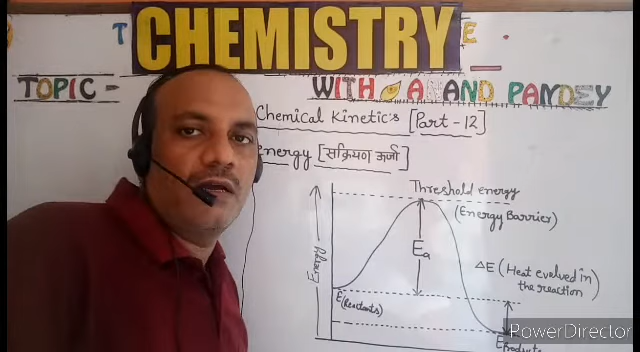 CHEMISTRY
TOPIC -
WITH ANAND PANDEY
Chemical Kinetic's [Part-12]
Energy [सक्रियण ऊर्जा]
Threshold energy
(Energy Barrier)
Energy
Ea
ΔE (Heat evolved in
the reaction)
E(Reactants)
PowerDirector